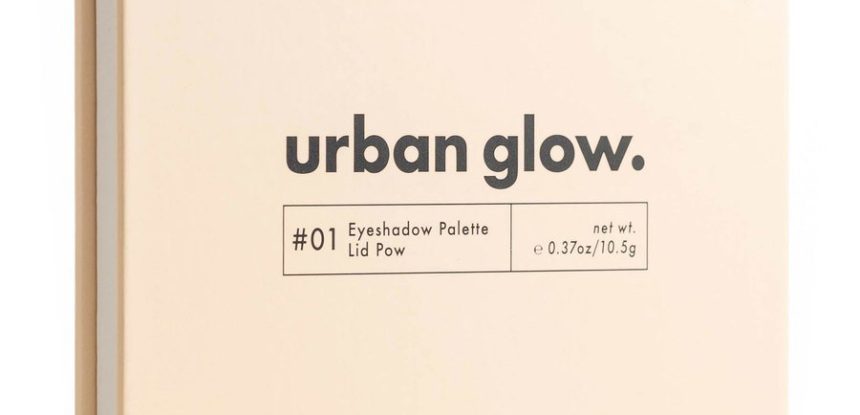 urban glow.
#01 Eyeshadow Palette
Lid Pow
net wt.
℮ 0.37oz/10.5g